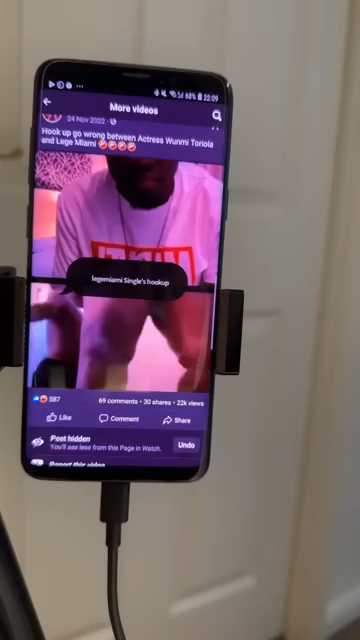 68% 22:09
More videos
24 Nov 2022
Hook up go wrong between Actress Wunmi Toriola
and Lege Miami 🤣🤣🤣🤣
legemiami Single's hookup
587
69 comments • 30 shares • 22k views
Like
Comment
Share
Post hidden
You'll see less from this Page in Watch.
Undo
Report this video